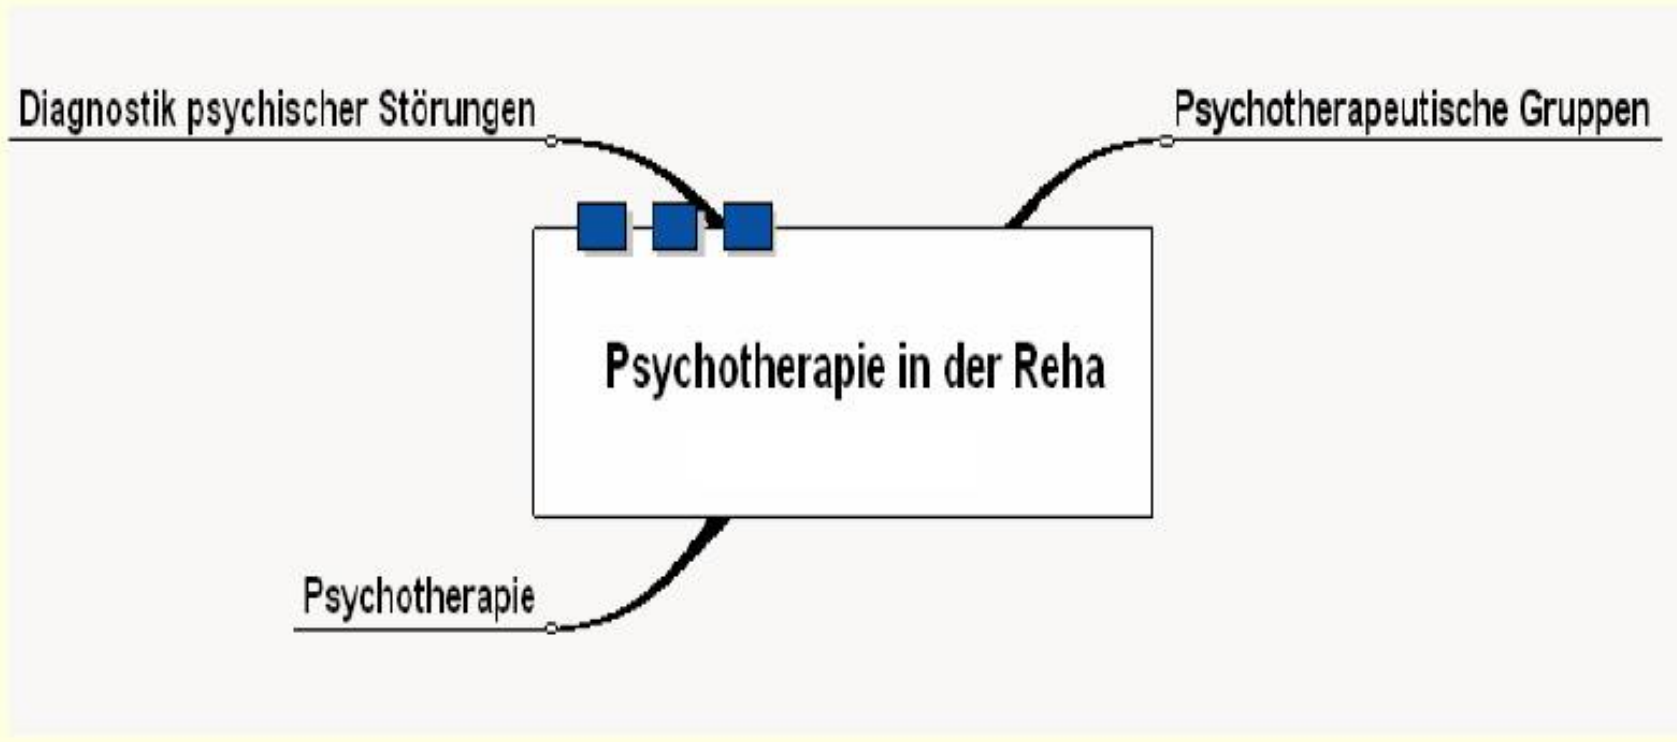 Diagnostik psychischer Störungen
Psychotherapeutische Gruppen
Psychotherapie in der Reha
Psychotherapie